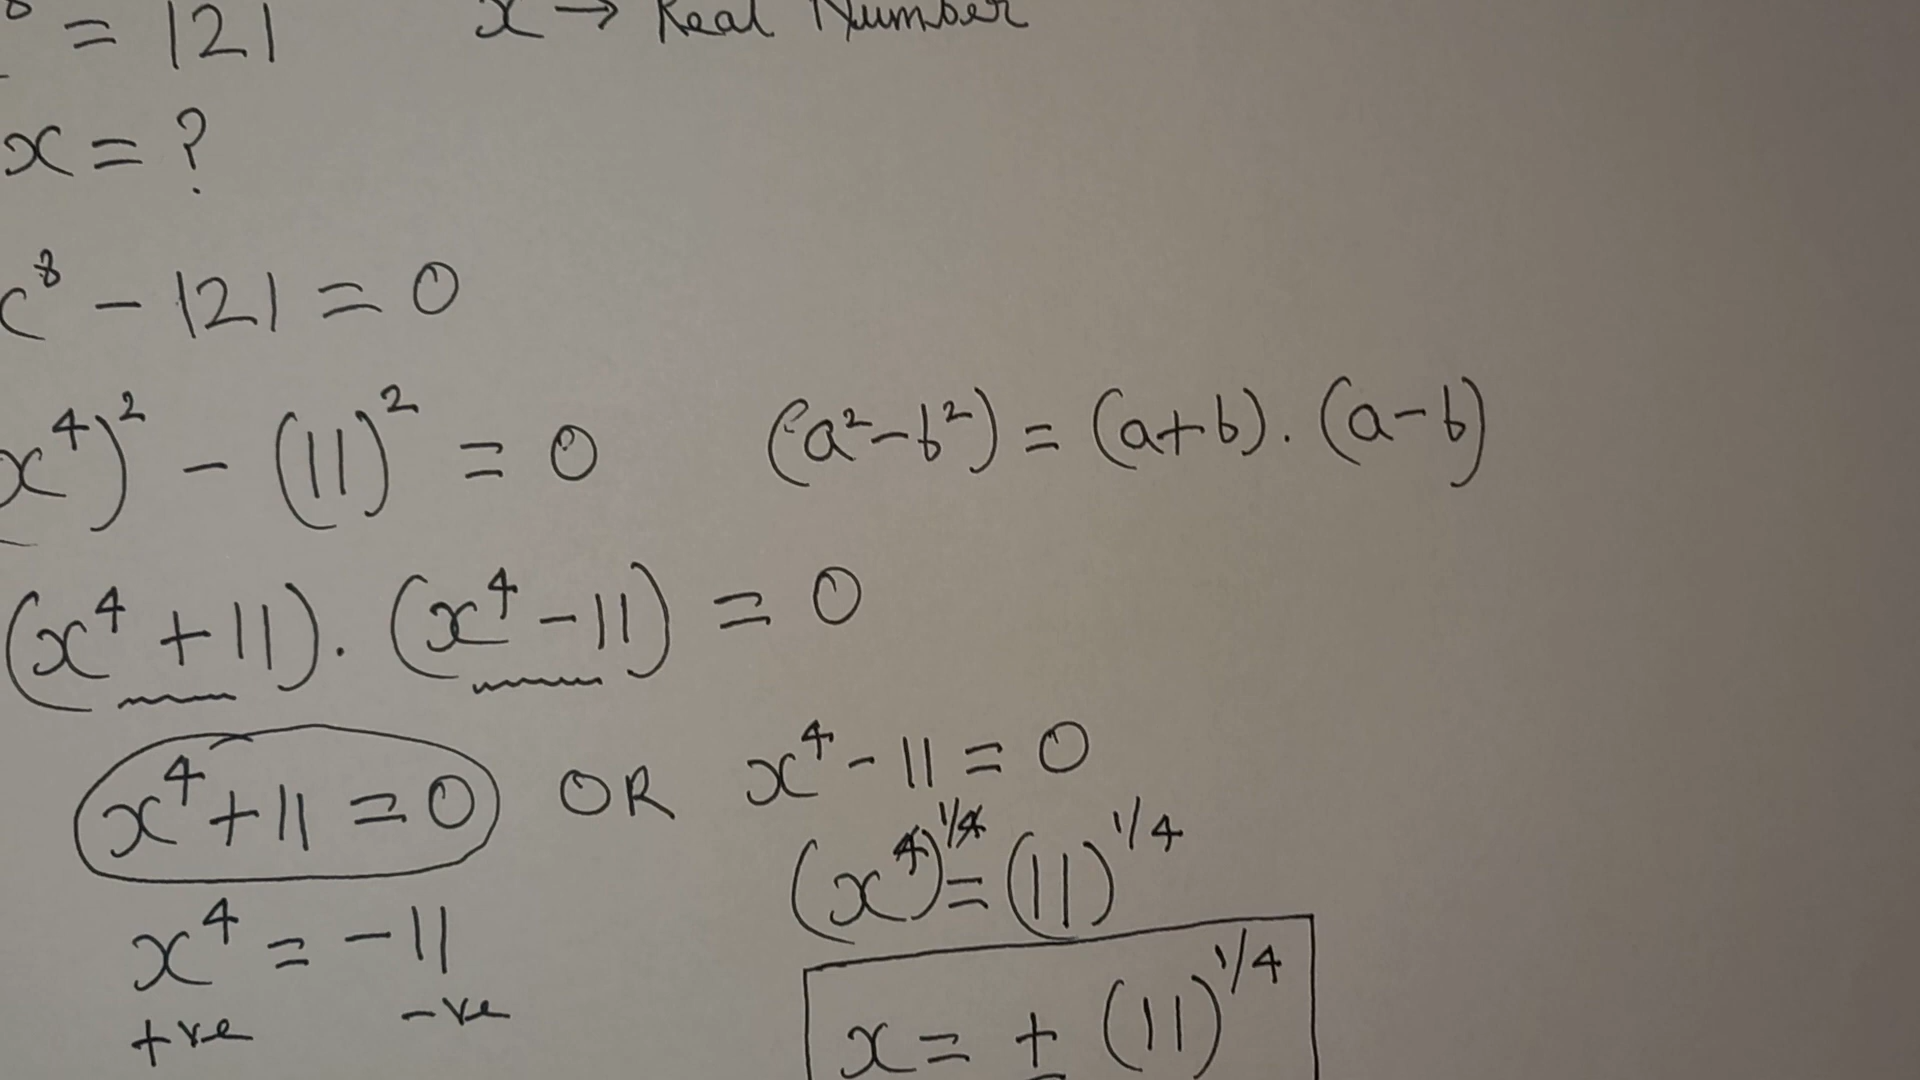 ⁸ = 121 x → Real Number
x = ?
x⁸ - 121 = 0
(x⁴)² - (11)² = 0 (a²-b²) = (a+b).(a-b)
(x⁴ + 11). (x⁴ - 11) = 0
x⁴ + 11 = 0 OR x⁴ - 11 = 0
(x⁴)^1/4 = (11)^1/4
x⁴ = -11
+ve -ve
x = ± (11)^1/4